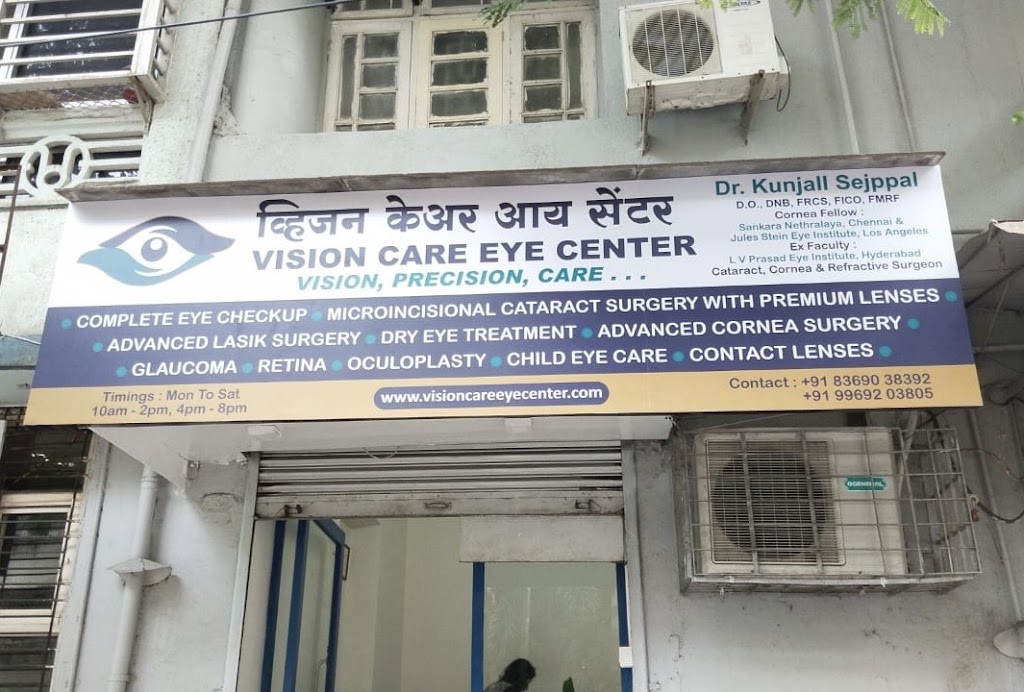 व्हिजन केअर आय सेंटर
VISION CARE EYE CENTER
VISION, PRECISION, CARE . . .
Dr. Kunjall Sejppal
D.O., DNB, FRCS, FICO, FMRF
Cornea Fellow :
Sankara Nethralaya, Chennai &
Jules Stein Eye Institute, Los Angeles
Ex Faculty :
L V Prasad Eye Institute, Hyderabad
Cataract, Cornea & Refractive Surgeon
• COMPLETE EYE CHECKUP • MICROINCISIONAL CATARACT SURGERY WITH PREMIUM LENSES •
• ADVANCED LASIK SURGERY • DRY EYE TREATMENT • ADVANCED CORNEA SURGERY •
• GLAUCOMA • RETINA • OCULOPLASTY • CHILD EYE CARE • CONTACT LENSES •
Timings : Mon To Sat
10am - 2pm, 4pm - 8pm
www.visioncareeyecenter.com
Contact : +91 83690 38392
+91 99692 03805